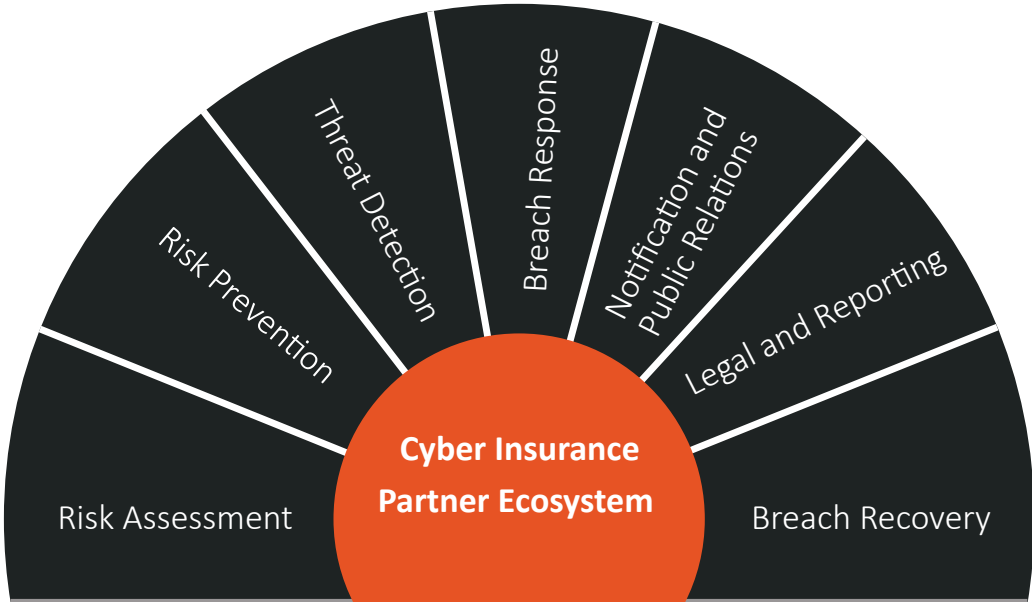 Risk Assessment
Risk Prevention
Threat Detection
Breach Response
Notification and
Public Relations
Legal and Reporting
Breach Recovery
Cyber Insurance
Partner Ecosystem